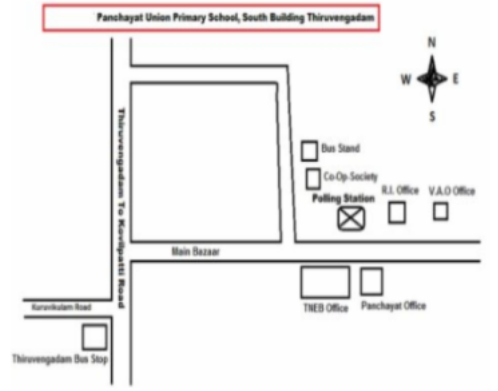 Panchayat Union Primary School, South Building Thiruvengadam
N
W E
S
Thiruvengadam To Kovilpatti Road
Bus Stand
Co-Op-Society
R.I. Office
V.A.O Office
Polling Station
Main Bazaar
TNEB Office
Panchayat Office
Kuruvikulam Road
Thiruvengadam Bus Stop